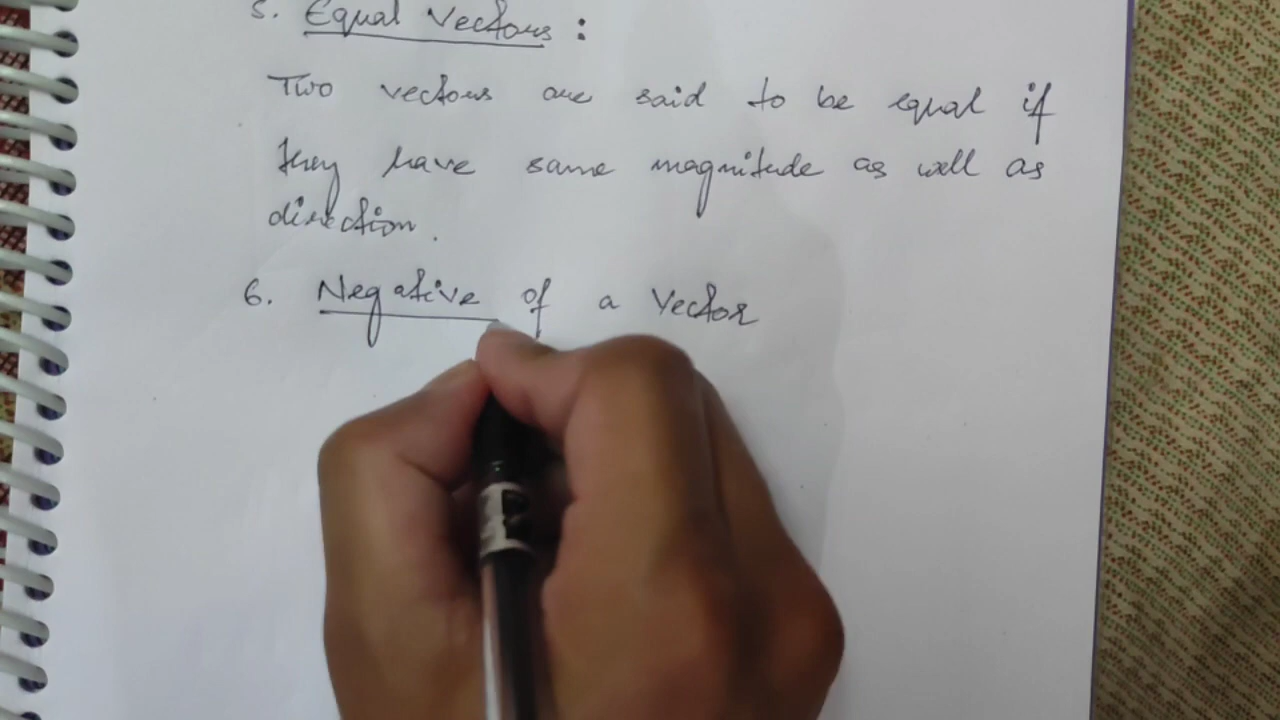 5. Equal Vectors :
Two vectors are said to be equal if
they have same magnitude as well as
direction.
6. Negative of a Vector